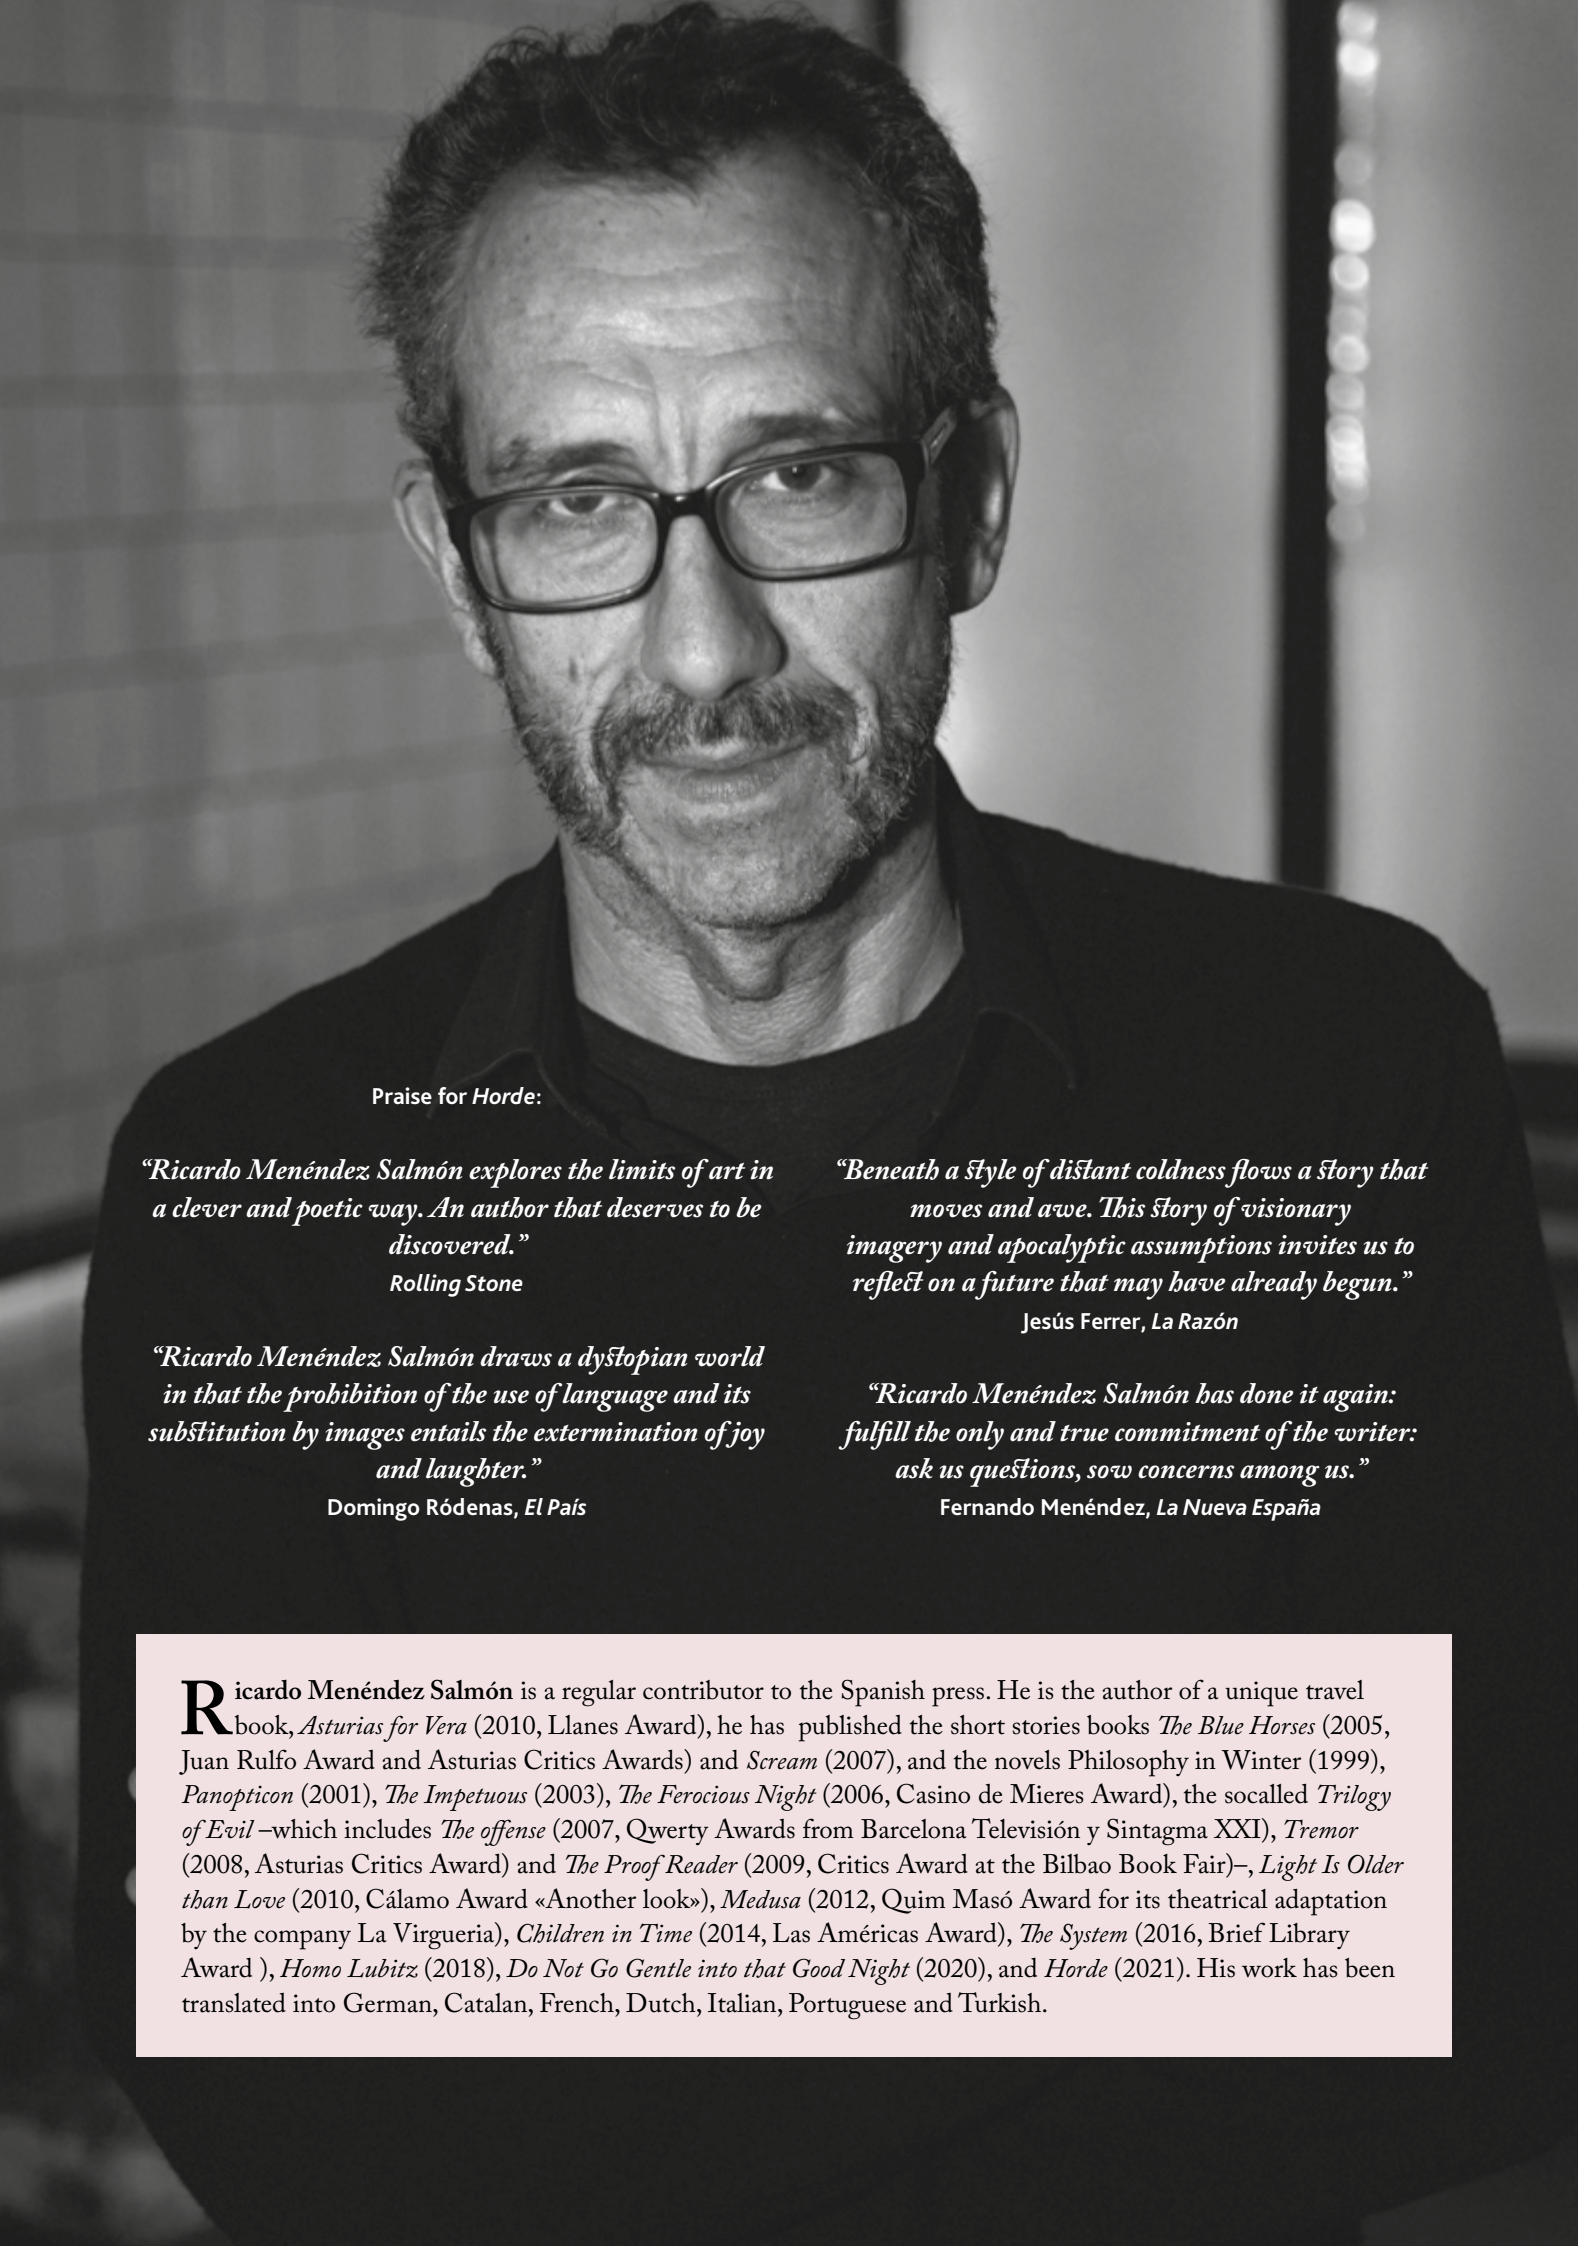 Praise for Horde:
“Ricardo Menéndez Salmón explores the limits of art in
a clever and poetic way. An author that deserves to be
discovered.”
Rolling Stone
“Ricardo Menéndez Salmón draws a dystopian world
in that the prohibition of the use of language and its
substitution by images entails the extermination of joy
and laughter.”
Domingo Ródenas, El País
“Beneath a style of distant coldness flows a story that
moves and awe. This story of visionary
imagery and apocalyptic assumptions invites us to
reflect on a future that may have already begun.”
Jesús Ferrer, La Razón
“Ricardo Menéndez Salmón has done it again:
fulfill the only and true commitment of the writer:
ask us questions, sow concerns among us.”
Fernando Menéndez, La Nueva España
Ricardo Menéndez Salmón is a regular contributor to the Spanish press. He is the author of a unique travel
book, Asturias for Vera (2010, Llanes Award), he has published the short stories books The Blue Horses (2005,
Juan Rulfo Award and Asturias Critics Awards) and Scream (2007), and the novels Philosophy in Winter (1999),
Panopticon (2001), The Impetuous (2003), The Ferocious Night (2006, Casino de Mieres Award), the socalled Trilogy
of Evil –which includes The offense (2007, Qwerty Awards from Barcelona Televisión y Sintagma XXI), Tremor
(2008, Asturias Critics Award) and The Proof Reader (2009, Critics Award at the Bilbao Book Fair)–, Light Is Older
than Love (2010, Cálamo Award «Another look»), Medusa (2012, Quim Masó Award for its theatrical adaptation
by the company La Virgueria), Children in Time (2014, Las Américas Award), The System (2016, Brief Library
Award ), Homo Lubitz (2018), Do Not Go Gentle into that Good Night (2020), and Horde (2021). His work has been
translated into German, Catalan, French, Dutch, Italian, Portuguese and Turkish.